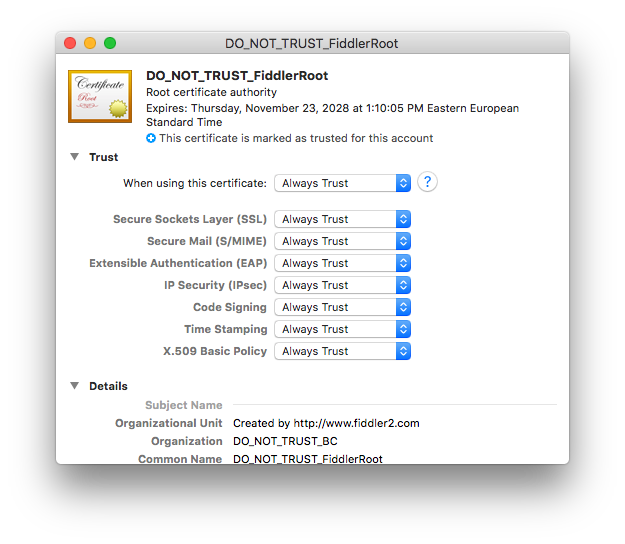 DO_NOT_TRUST_FiddlerRoot
Certificate
Root
DO_NOT_TRUST_FiddlerRoot
Root certificate authority
Expires: Thursday, November 23, 2028 at 1:10:05 PM Eastern European
Standard Time
This certificate is marked as trusted for this account
Trust
When using this certificate: Always Trust ?
Secure Sockets Layer (SSL) Always Trust
Secure Mail (S/MIME) Always Trust
Extensible Authentication (EAP) Always Trust
IP Security (IPsec) Always Trust
Code Signing Always Trust
Time Stamping Always Trust
X.509 Basic Policy Always Trust
Details
Subject Name
Organizational Unit Created by http://www.fiddler2.com
Organization DO_NOT_TRUST_BC
Common Name DO_NOT_TRUST_FiddlerRoot